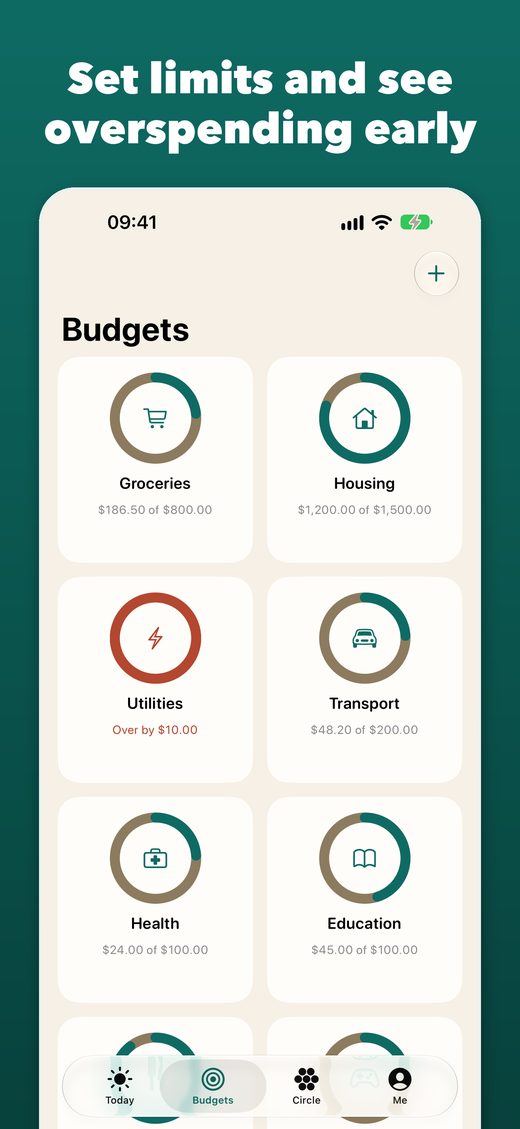 Set limits and see
overspending early
09:41
Budgets
Groceries
$186.50 of $800.00
Housing
$1,200.00 of $1,500.00
Utilities
Over by $10.00
Transport
$48.20 of $200.00
Health
$24.00 of $100.00
Education
$45.00 of $100.00
Today
Budgets
Circle
Me